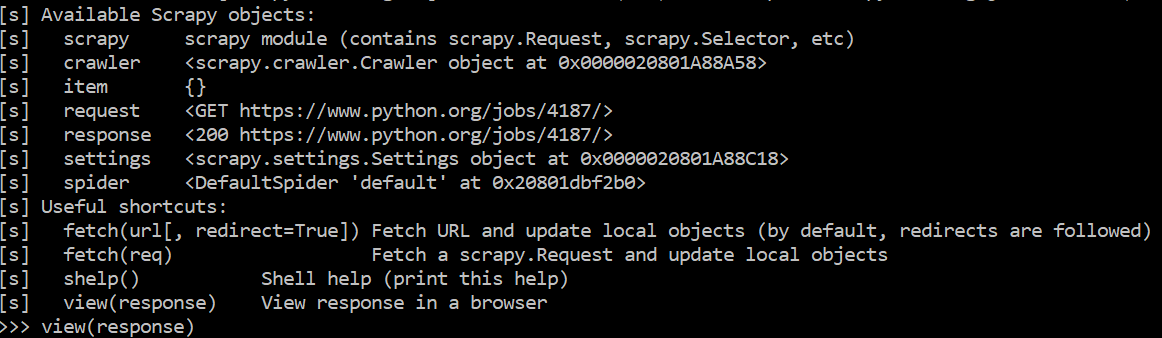 [s] Available Scrapy objects:
[s]   scrapy     scrapy module (contains scrapy.Request, scrapy.Selector, etc)
[s]   crawler    <scrapy.crawler.Crawler object at 0x0000020801A88A58>
[s]   item       {}
[s]   request    <GET https://www.python.org/jobs/4187/>
[s]   response   <200 https://www.python.org/jobs/4187/>
[s]   settings   <scrapy.settings.Settings object at 0x0000020801A88C18>
[s]   spider     <DefaultSpider 'default' at 0x20801dbf2b0>
[s] Useful shortcuts:
[s]   fetch(url[, redirect=True]) Fetch URL and update local objects (by default, redirects are followed)
[s]   fetch(req)                  Fetch a scrapy.Request and update local objects
[s]   shelp()           Shell help (print this help)
[s]   view(response)    View response in a browser
>>> view(response)